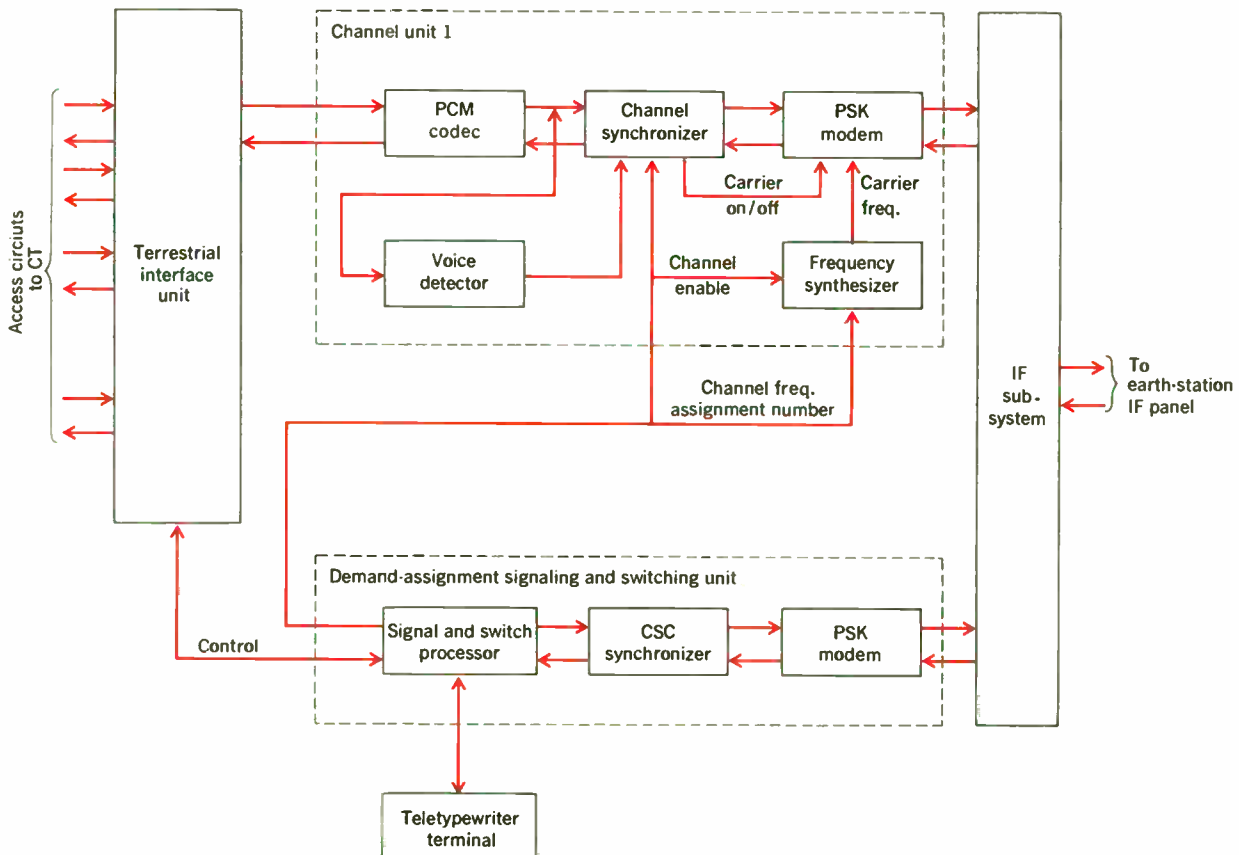 Channel unit 1
PCM
codec
Channel
synchronizer
PSK
modem
Carrier
on/off
Carrier
freq.
Access circiuts
to CT
Terrestrial
interface
unit
Voice
detector
Channel
enable
Frequency
synthesizer
Channel freq.
assignment number
IF
sub-
system
To
earth-station
IF panel
Demand-assignment signaling and switching unit
Control
Signal and switch
processor
CSC
synchronizer
PSK
modem
Teletypewriter
terminal